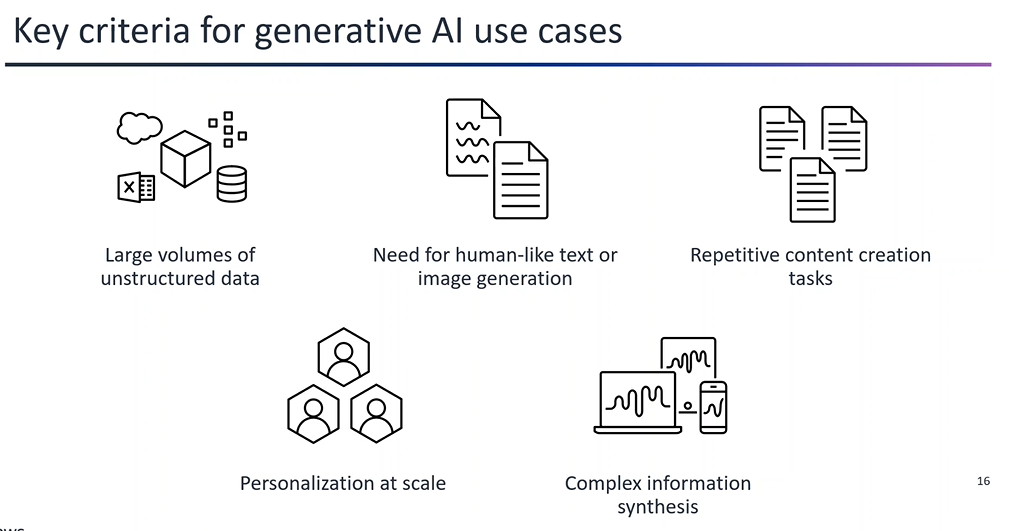 Key criteria for generative AI use cases
Large volumes of
unstructured data
Need for human-like text or
image generation
Repetitive content creation
tasks
Personalization at scale
Complex information
synthesis
16